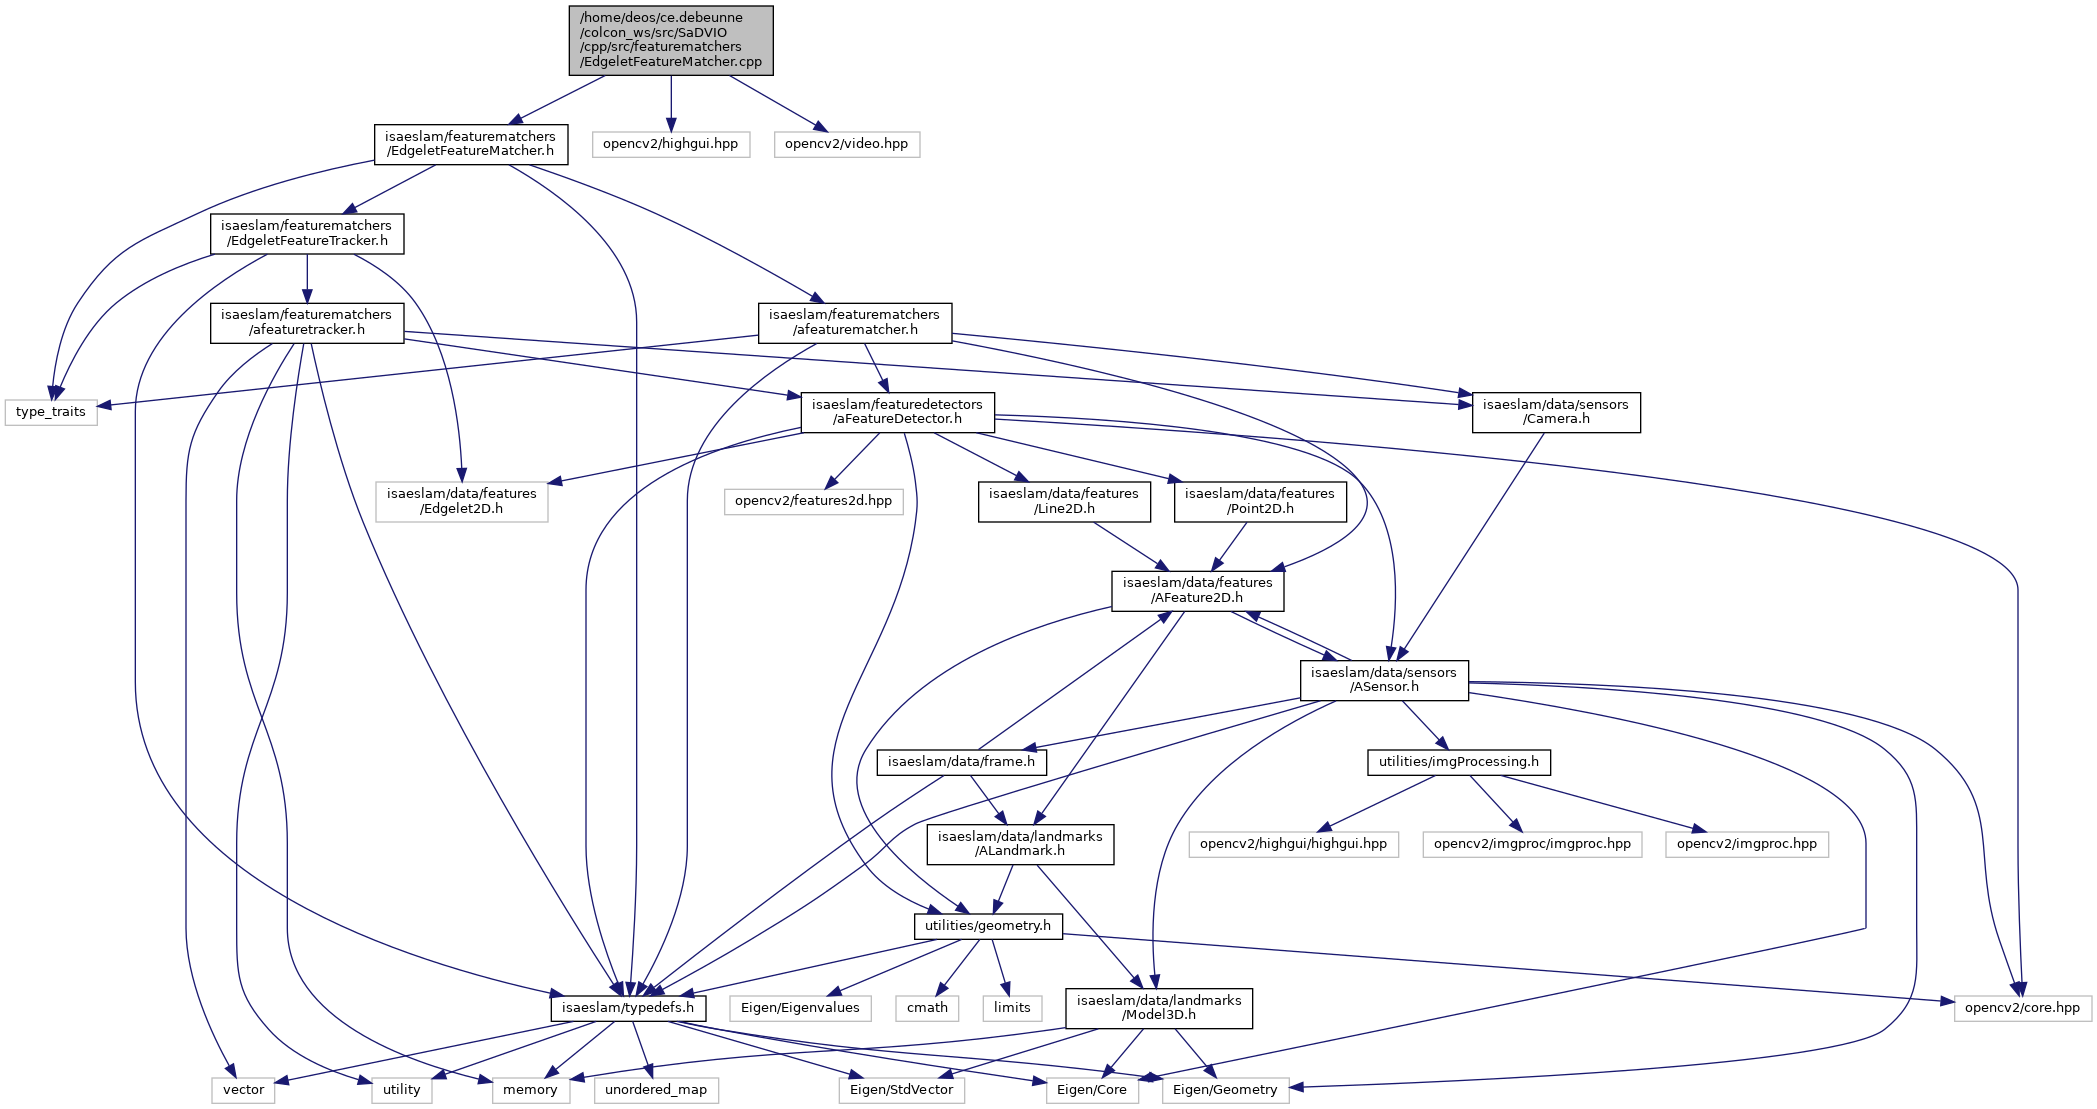 /home/deos/ce.debeunne
/colcon_ws/src/SaDVIO
/cpp/src/featurematchers
/EdgeletFeatureMatcher.cpp
isaeslam/featurematchers
/EdgeletFeatureMatcher.h
opencv2/highgui.hpp
opencv2/video.hpp
isaeslam/featurematchers
/EdgeletFeatureTracker.h
isaeslam/featurematchers
/afeaturetracker.h
isaeslam/featurematchers
/afeaturematcher.h
type_traits
isaeslam/featuredetectors
/aFeatureDetector.h
isaeslam/data/sensors
/Camera.h
isaeslam/data/features
/Edgelet2D.h
opencv2/features2d.hpp
isaeslam/data/features
/Line2D.h
isaeslam/data/features
/Point2D.h
isaeslam/data/features
/AFeature2D.h
isaeslam/data/sensors
/ASensor.h
isaeslam/data/frame.h
utilities/imgProcessing.h
isaeslam/data/landmarks
/ALandmark.h
opencv2/highgui/highgui.hpp
opencv2/imgproc/imgproc.hpp
opencv2/imgproc.hpp
utilities/geometry.h
isaeslam/typedefs.h
Eigen/Eigenvalues
cmath
limits
isaeslam/data/landmarks
/Model3D.h
opencv2/core.hpp
vector
utility
memory
unordered_map
Eigen/StdVector
Eigen/Core
Eigen/Geometry